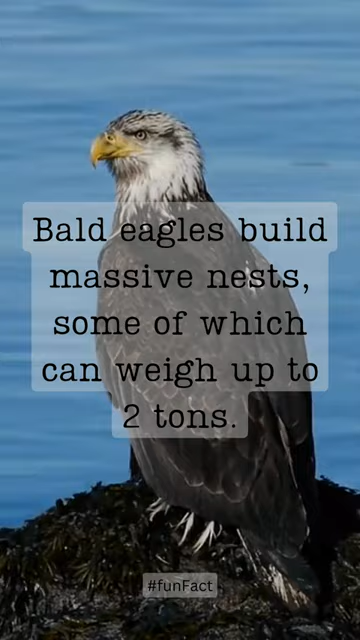 Bald eagles build
massive nests,
some of which
can weigh up to
2 tons.
#funFact